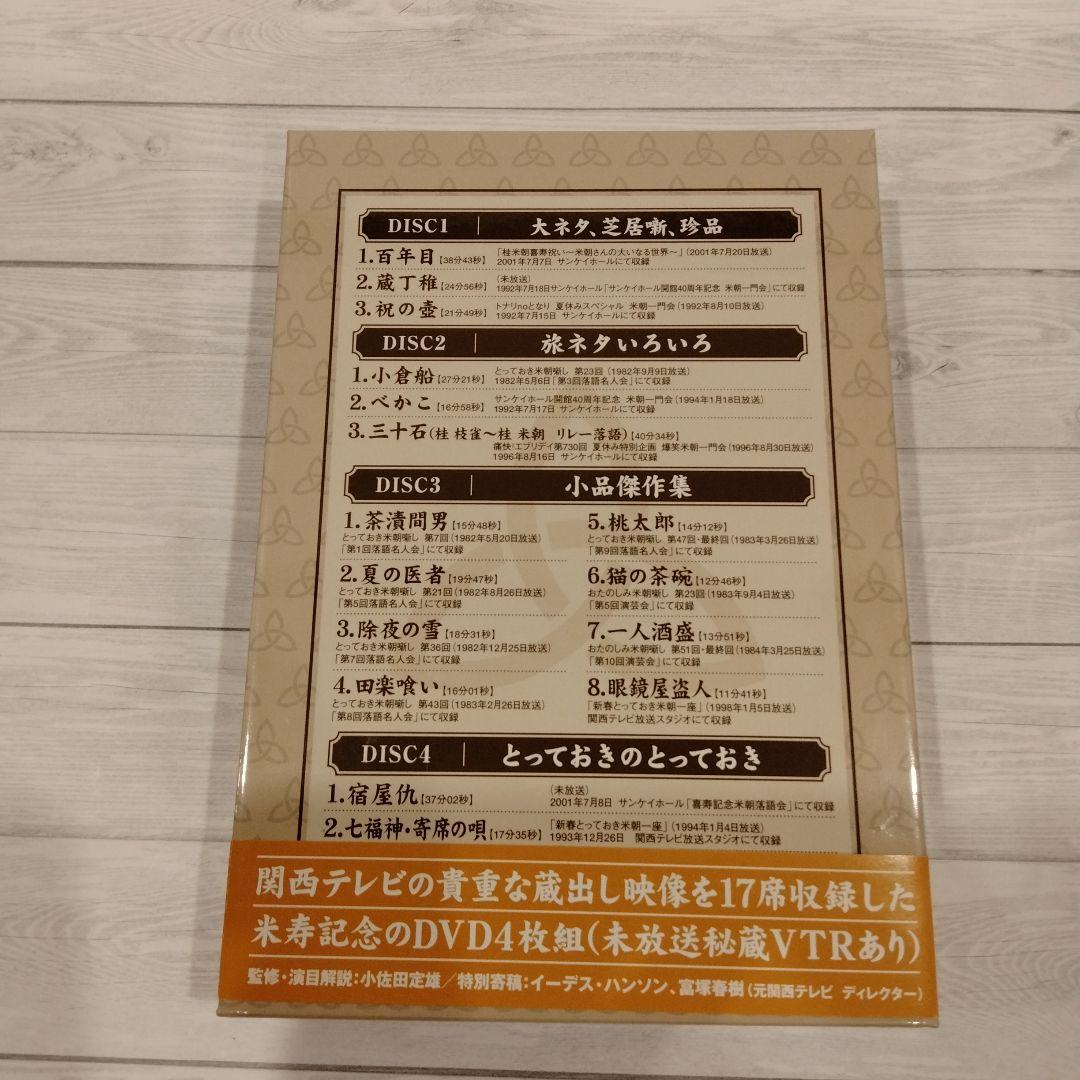 DISC1 | 大ネタ、芝居噺、珍品
1.百年目【38分43秒】 「桂米朝喜寿祝い〜米朝さんの大いなる世界〜」(2001年7月20日放送)
2001年7月7日 サンケイホールにて収録
2.蔵丁稚【24分56秒】 (未放送)
1992年7月18日サンケイホール「サンケイホール開館40周年記念 米朝一門会」にて収録
3.祝の壺【21分49秒】 トナリnoとなり 夏休みスペシャル 米朝一門会(1992年8月10日放送)
1992年7月15日 サンケイホールにて収録
DISC2 | 旅ネタいろいろ
1.小倉船【27分21秒】 とっておき米朝噺し 第23回 (1982年9月9日放送)
1982年5月6日「第3回落語名人会」にて収録
2.べかこ【16分58秒】 サンケイホール開館40周年記念 米朝一門会(1994年1月18日放送)
1992年7月17日 サンケイホールにて収録
3.三十石(桂 枝雀〜桂 米朝 リレー落語)【40分34秒】
痛快!エブリデイ第730回 夏休み特別企画 爆笑米朝一門会(1996年8月30日放送)
1996年8月16日 サンケイホールにて収録
DISC3 | 小品傑作集
1.茶漬間男【15分48秒】
とっておき米朝噺し 第7回(1982年5月20日放送)
「第1回落語名人会」にて収録
2.夏の医者【19分47秒】
とっておき米朝噺し 第21回(1982年8月26日放送)
「第5回落語名人会」にて収録
3.除夜の雪【18分31秒】
とっておき米朝噺し 第36回(1982年12月25日放送)
「第7回落語名人会」にて収録
4.田楽喰い【16分01秒】
とっておき米朝噺し 第43回(1983年2月26日放送)
「第8回落語名人会」にて収録
5.桃太郎【14分12秒】
とっておき米朝噺し 第47回・最終回(1983年3月26日放送)
「第9回落語名人会」にて収録
6.猫の茶碗【12分46秒】
おたのしみ米朝噺し 第23回(1983年9月4日放送)
「第5回演芸会」にて収録
7.一人酒盛【13分51秒】
おたのしみ米朝噺し 第51回・最終回(1984年3月25日放送)
「第10回演芸会」にて収録
8.眼鏡屋盗人【11分41秒】
「新春とっておき米朝一座」(1998年1月5日放送)
関西テレビ放送スタジオにて収録
DISC4 | とっておきのとっておき
1.宿屋仇【37分02秒】 (未放送)
2001年7月8日 サンケイホール「喜寿記念米朝落語会」にて収録
2.七福神・寄席の唄【17分35秒】 「新春とっておき米朝一座」(1994年1月4日放送)
1993年12月26日 関西テレビ放送スタジオにて収録
関西テレビの貴重な蔵出し映像を17席収録した
米寿記念のDVD4枚組(未放送秘蔵VTRあり)
監修・演目解説:小佐田定雄/特別寄稿:イーデス・ハンソン、富塚春樹(元関西テレビ ディレクター)